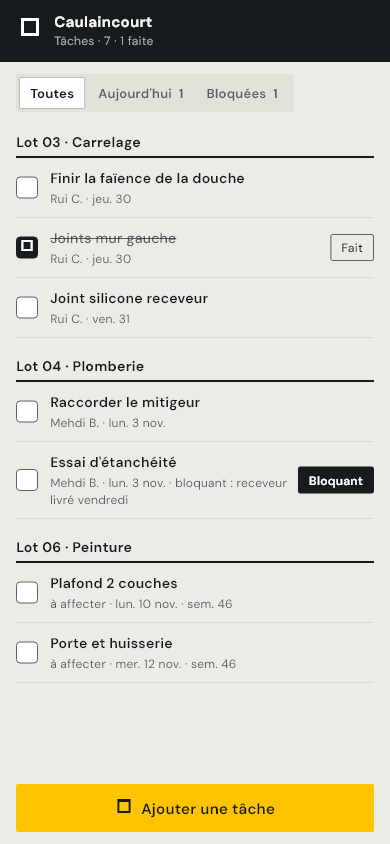 Caulaincourt
Tâches · 7 · 1 faite
Toutes Aujourd'hui 1 Bloquées 1
Lot 03 · Carrelage
Finir la faïence de la douche
Rui C. · jeu. 30
Joints mur gauche
Rui C. · jeu. 30
Fait
Joint silicone receveur
Rui C. · ven. 31
Lot 04 · Plomberie
Raccorder le mitigeur
Mehdi B. · lun. 3 nov.
Essai d'étanchéité
Mehdi B. · lun. 3 nov. · bloquant : receveur
livré vendredi
Bloquant
Lot 06 · Peinture
Plafond 2 couches
à affecter · lun. 10 nov. · sem. 46
Porte et huisserie
à affecter · mer. 12 nov. · sem. 46
Ajouter une tâche